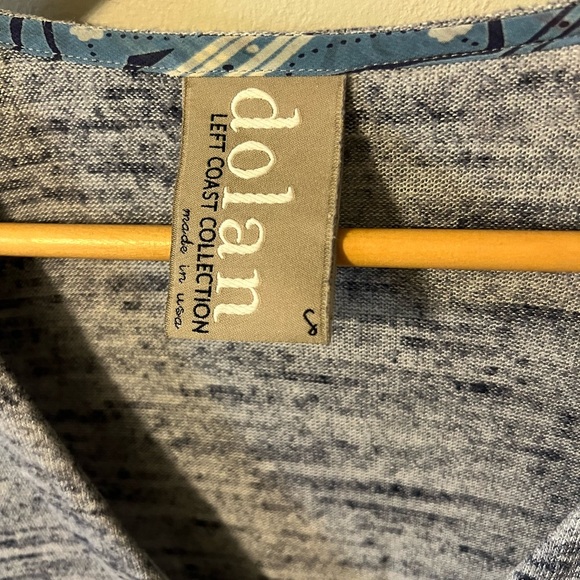 dolan
LEFT COAST COLLECTION
made in usa
s